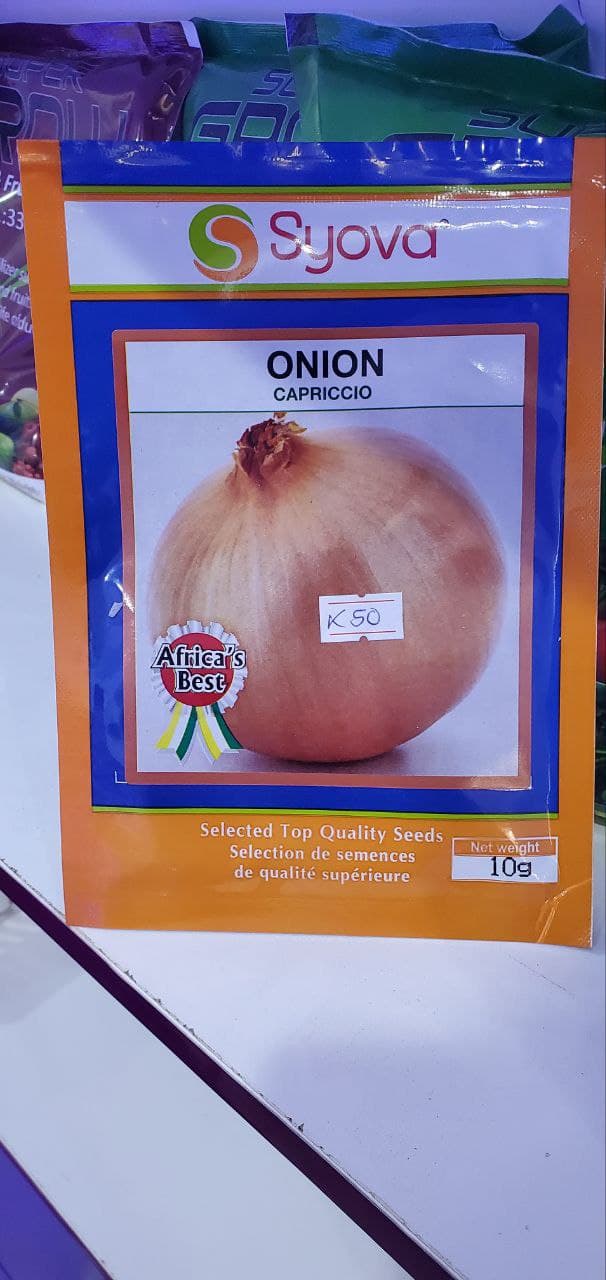 Syova
ONION
CAPRICCIO
K50
Africa's
Best
Selected Top Quality Seeds
Selection de semences
de qualité supérieure
Net weight
10g